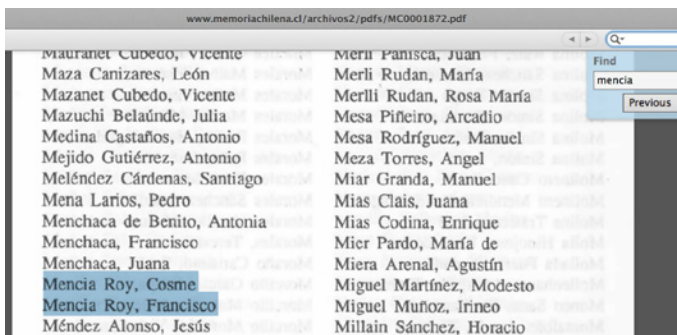 www.memoriachilena.cl/archivos2/pdfs/MC0001872.pdf
Find
mencia
Previous
Mauranet Cubedo, Vicente
Maza Canizares, León
Mazanet Cubedo, Vicente
Mazuchi Belaúnde, Julia
Medina Castaños, Antonio
Mejido Gutiérrez, Antonio
Meléndez Cárdenas, Santiago
Mena Larios, Pedro
Menchaca de Benito, Antonia
Menchaca, Francisco
Menchaca, Juana
Mencia Roy, Cosme
Mencia Roy, Francisco
Méndez Alonso, Jesús
Merli Panisca, Juan
Merli Rudan, María
Merlli Rudan, Rosa María
Mesa Piñeiro, Arcadio
Mesa Rodríguez, Manuel
Meza Torres, Angel
Miar Granda, Manuel
Mias Clais, Juana
Mias Codina, Enrique
Mier Pardo, María de
Miera Arenal, Agustín
Miguel Martínez, Modesto
Miguel Muñoz, Irineo
Millain Sánchez, Horacio